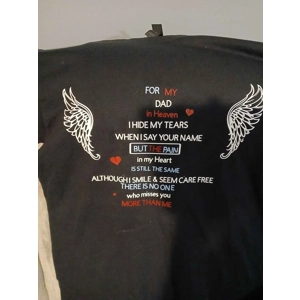 FOR MY
DAD
in Heaven
I HIDE MY TEARS
WHEN I SAY YOUR NAME
BUT THE PAIN
in my Heart
IS STILL THE SAME
ALTHOUGH I SMILE & SEEM CARE FREE
THERE IS NO ONE
who misses you
MORE THAN ME